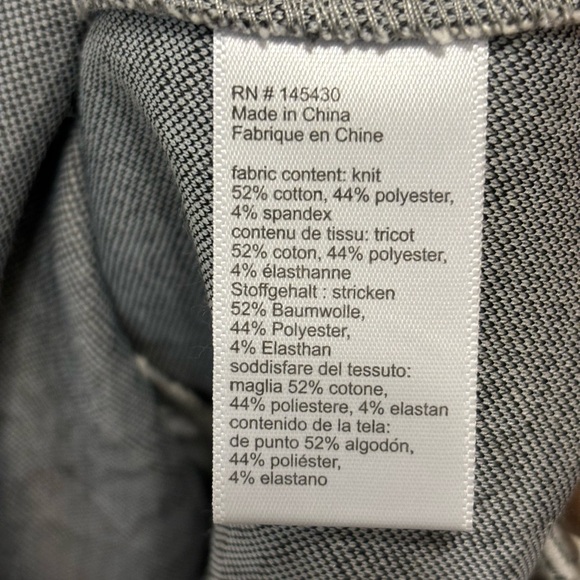 RN # 145430
Made in China
Fabrique en Chine
fabric content: knit
52% cotton, 44% polyester,
4% spandex
contenu de tissu: tricot
52% coton, 44% polyester,
4% élasthanne
Stoffgehalt : stricken
52% Baumwolle,
44% Polyester,
4% Elasthan
soddisfare del tessuto:
maglia 52% cotone,
44% poliestere, 4% elastan
contenido de la tela:
de punto 52% algodón,
44% poliéster,
4% elastano